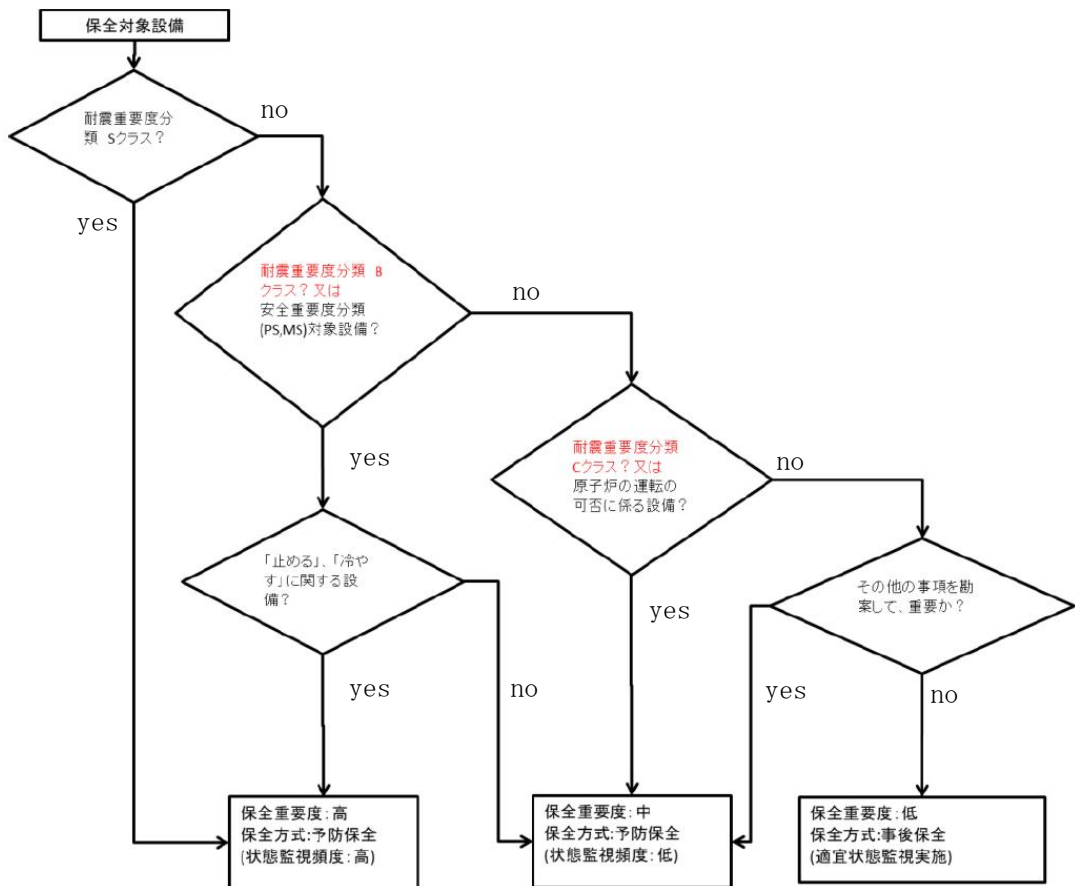 保全対象設備
耐震重要度分
類 Sクラス？
no
yes
耐震重要度分類 B
クラス？又は
安全重要度分類
(PS,MS)対象設備？
no
yes
耐震重要度分類
Cクラス？又は
原子炉の運転の
可否に係る設備？
no
yes
「止める」、「冷や
す」に関する設
備？
yes
no
その他の事項を勘
案して、重要か？
yes
no
保全重要度：高
保全方式:予防保全
(状態監視頻度：高)
保全重要度：中
保全方式:予防保全
(状態監視頻度：低)
保全重要度：低
保全方式:事後保全
(適宜状態監視実施)